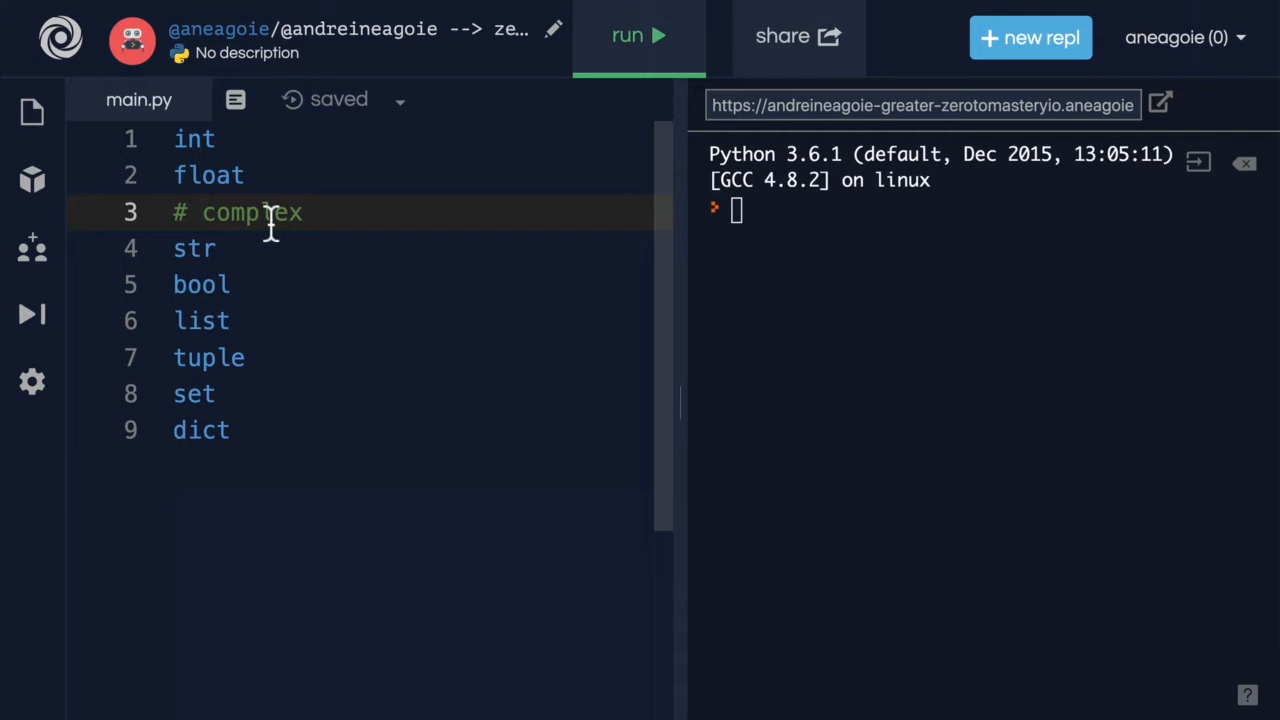 @aneagoie/@andreineagoie --> ze...
No description
run
share
+ new repl
aneagoie (0)
main.py
saved
1 int
2 float
3 # complex
4 str
5 bool
6 list
7 tuple
8 set
9 dict
https://andreineagoie-greater-zerotomasteryio.aneagoie
Python 3.6.1 (default, Dec 2015, 13:05:11)
[GCC 4.8.2] on linux
?